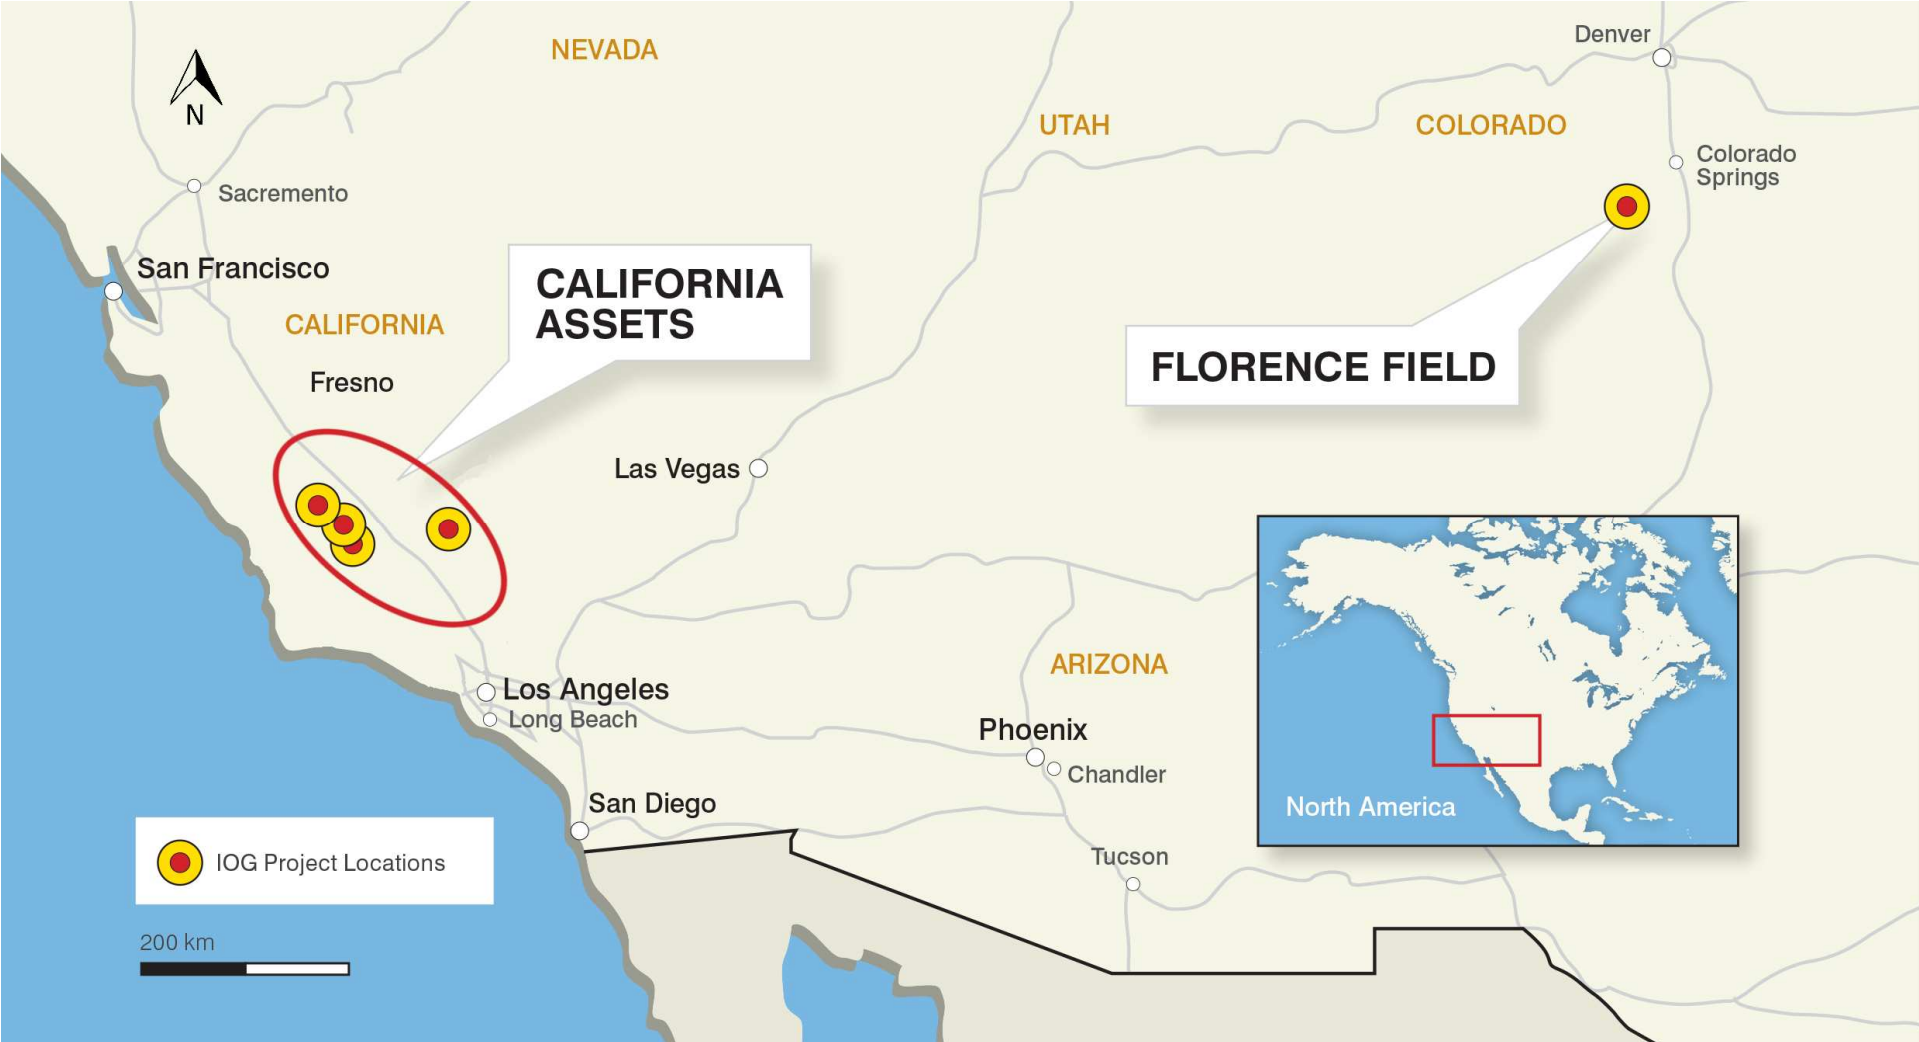 NEVADA
Denver
N
UTAH
COLORADO
Colorado
Springs
Sacremento
San Francisco
CALIFORNIA
ASSETS
CALIFORNIA
FLORENCE FIELD
Fresno
Las Vegas
ARIZONA
Los Angeles
Long Beach
Phoenix
Chandler
San Diego
North America
Tucson
IOG Project Locations
200 km